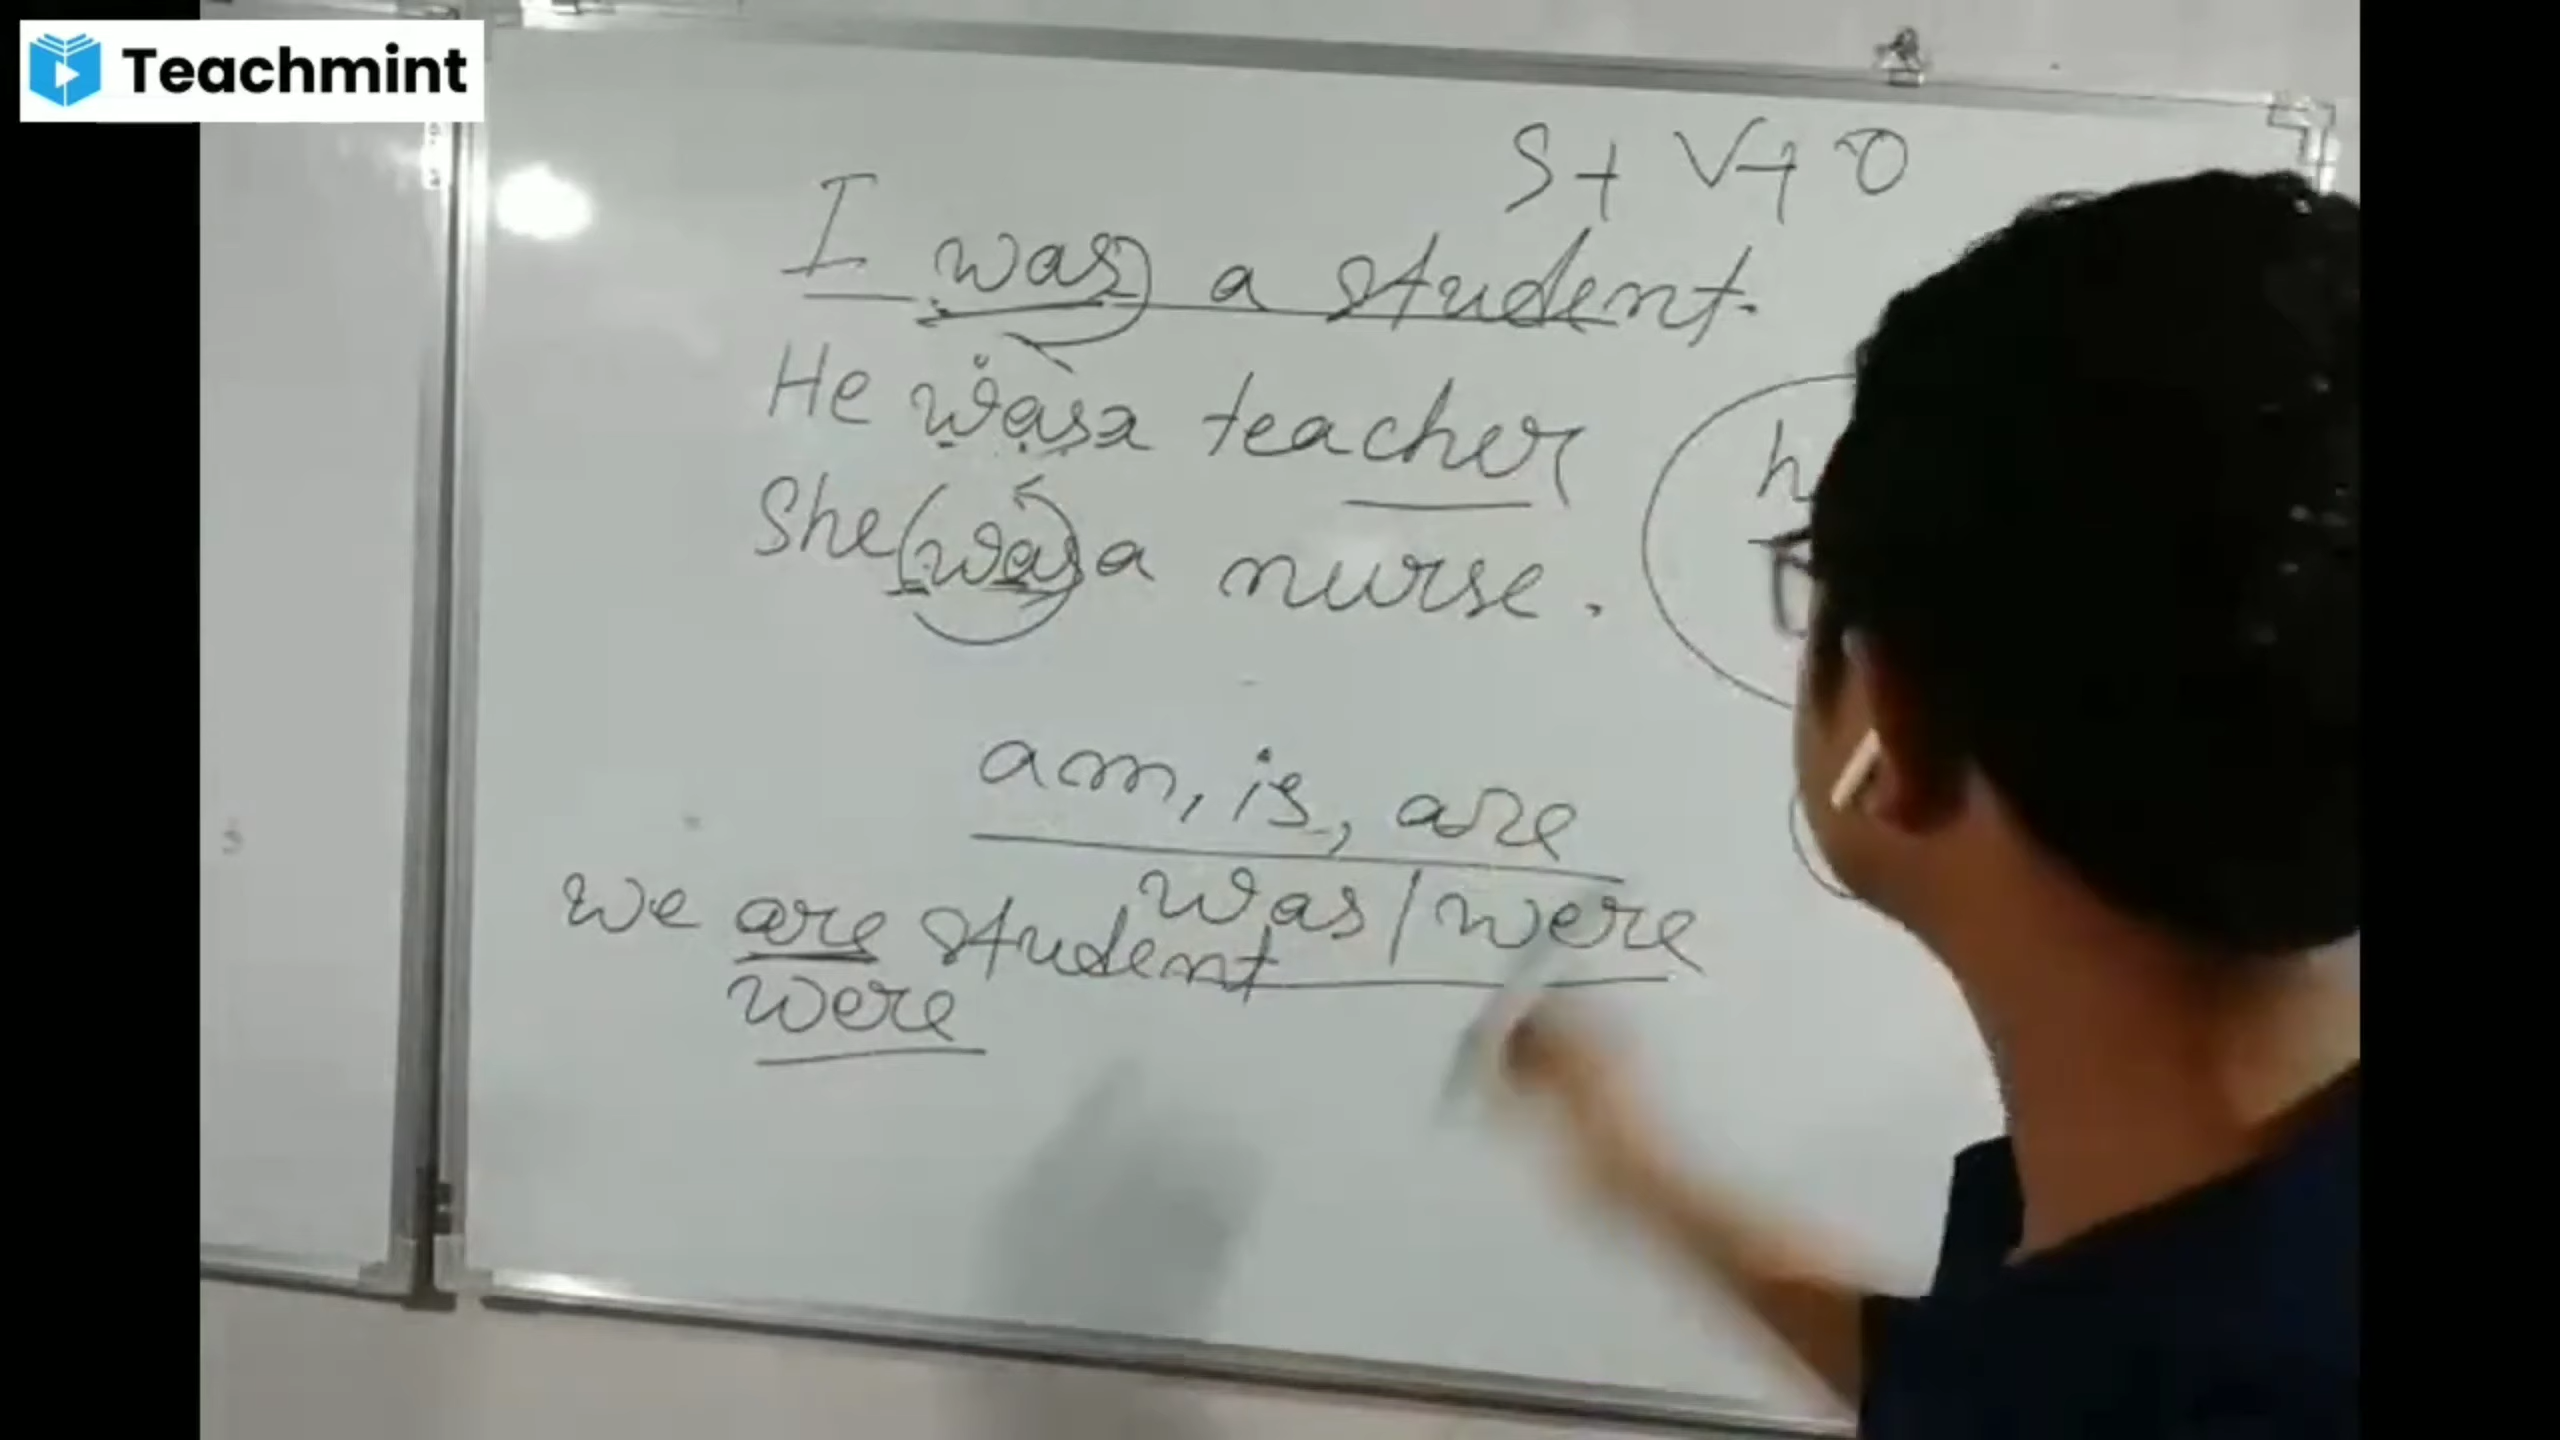 Teachmint
S + V + O
I was a student.
He was a teacher
She was a nurse.
am, is, are
was / were
We are student
were